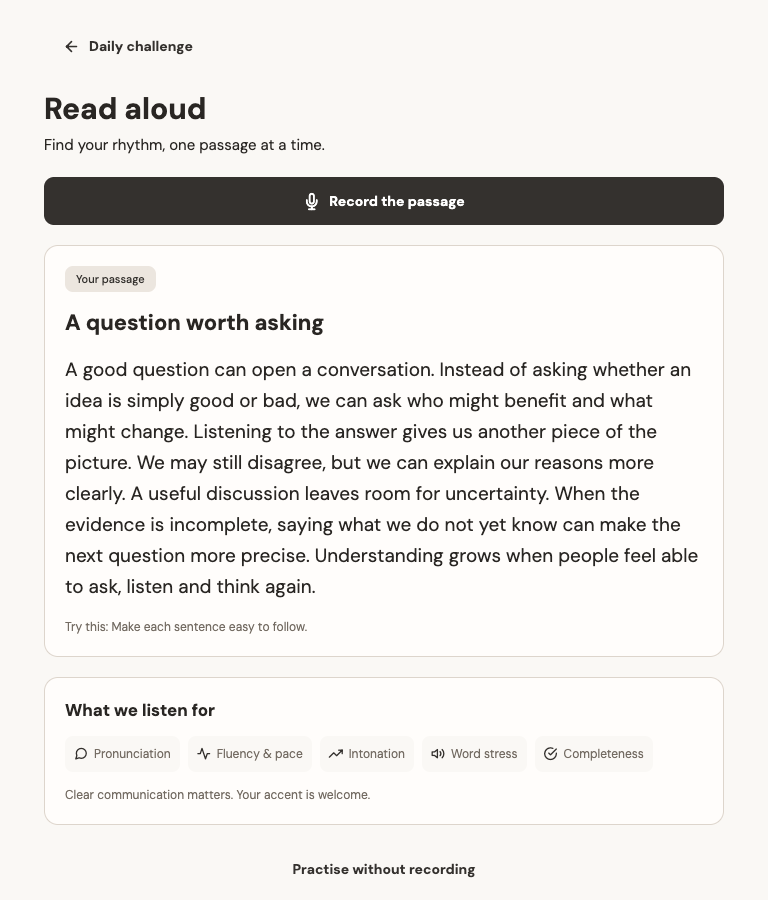 Daily challenge
Read aloud
Find your rhythm, one passage at a time.
Record the passage
Your passage
A question worth asking
A good question can open a conversation. Instead of asking whether an
idea is simply good or bad, we can ask who might benefit and what
might change. Listening to the answer gives us another piece of the
picture. We may still disagree, but we can explain our reasons more
clearly. A useful discussion leaves room for uncertainty. When the
evidence is incomplete, saying what we do not yet know can make the
next question more precise. Understanding grows when people feel able
to ask, listen and think again.
Try this: Make each sentence easy to follow.
What we listen for
Pronunciation Fluency & pace Intonation Word stress Completeness
Clear communication matters. Your accent is welcome.
Practise without recording